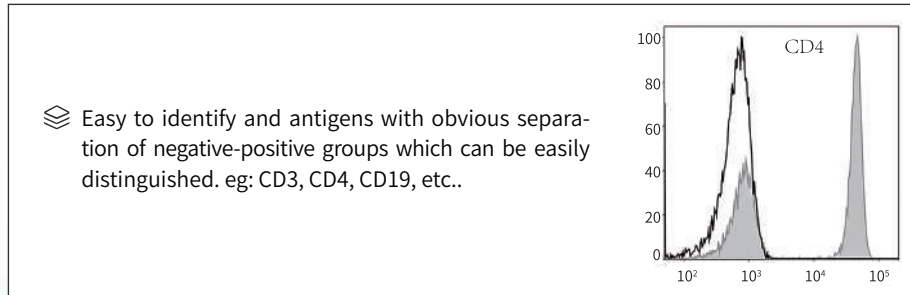 Easy to identify and antigens with obvious separa-
tion of negative-positive groups which can be easily
distinguished. eg: CD3, CD4, CD19, etc..
CD4
100
80
60
40
20
0
10²
10³
10⁴
10⁵